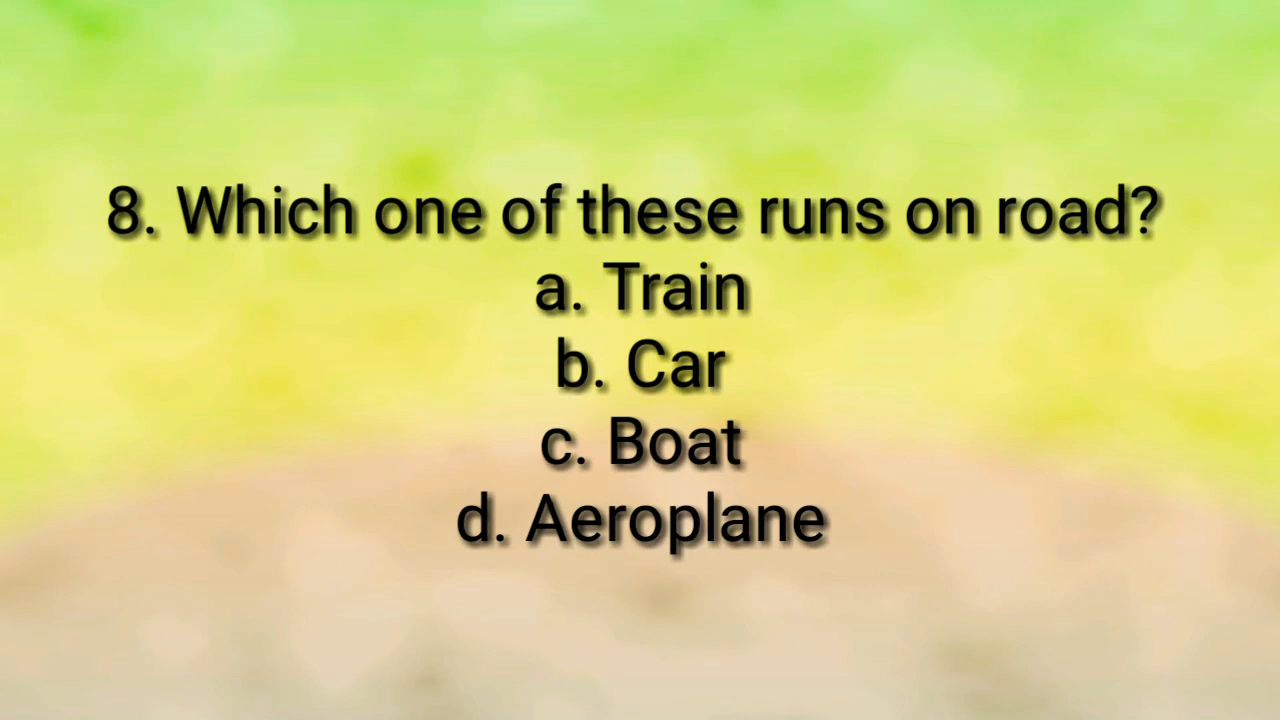 8. Which one of these runs on road?
a. Train
b. Car
c. Boat
d. Aeroplane